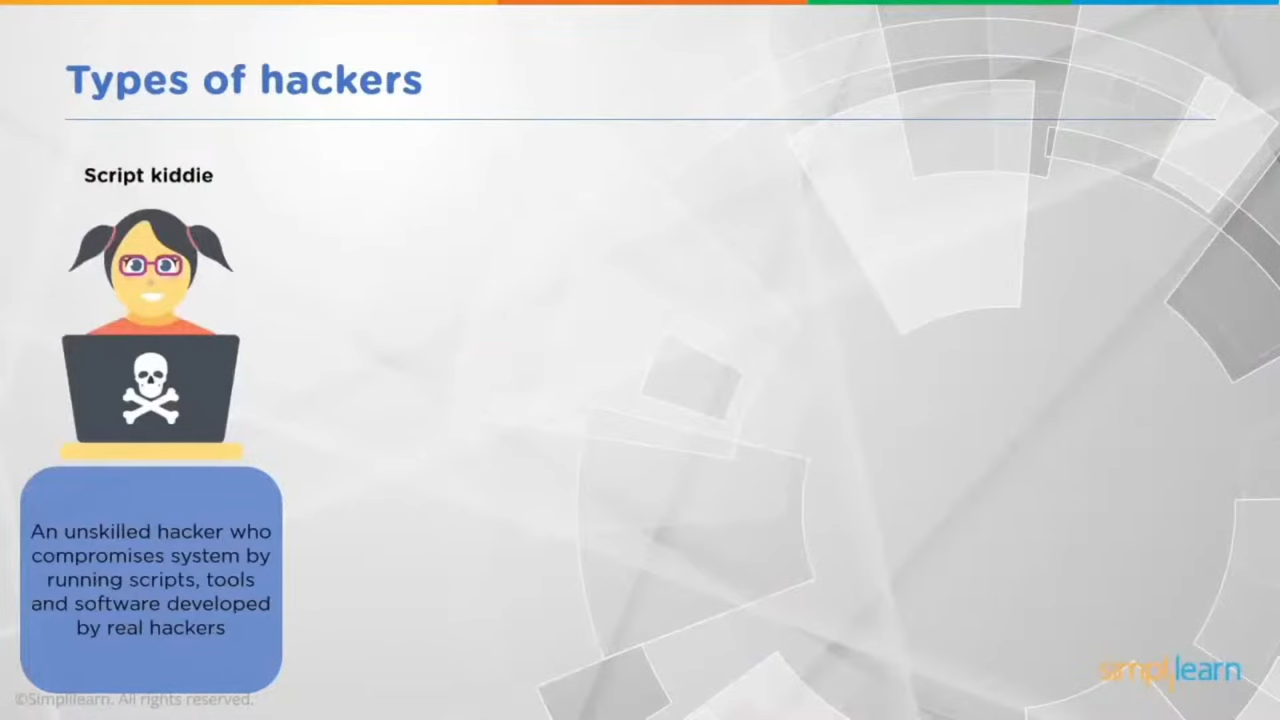 Types of hackers
Script kiddie
An unskilled hacker who
compromises system by
running scripts, tools
and software developed
by real hackers
©Simplilearn. All rights reserved.
simplilearn